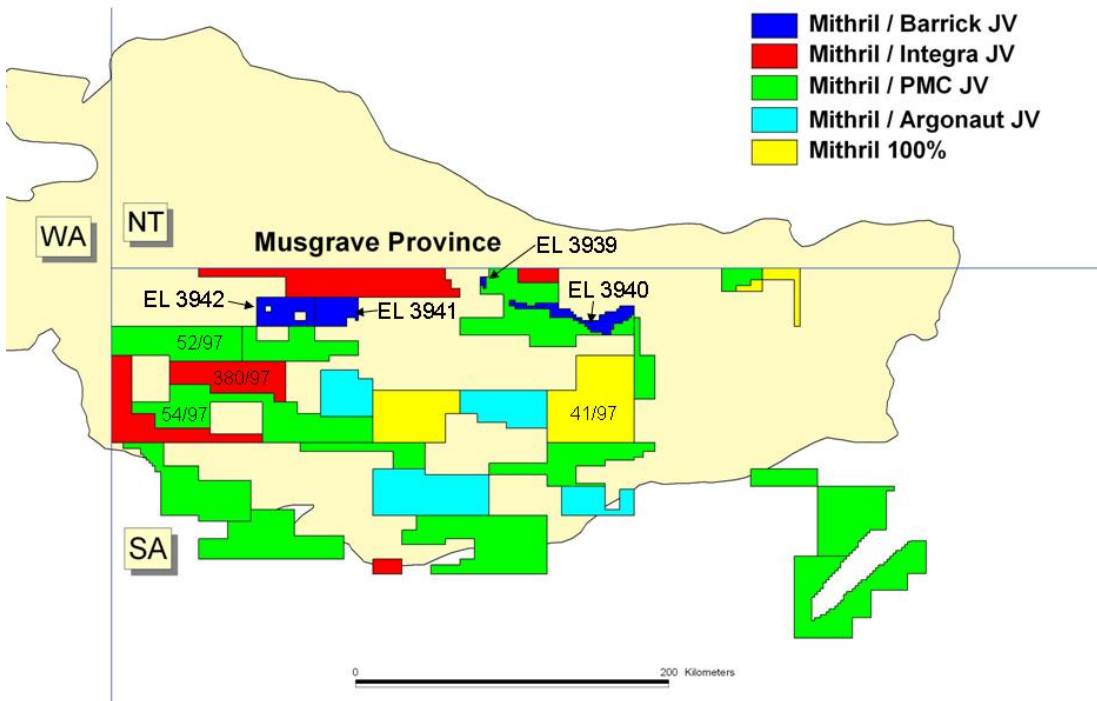 Mithril / Barrick JV
Mithril / Integra JV
Mithril / PMC JV
Mithril / Argonaut JV
Mithril 100%
WA
NT
Musgrave Province
EL 3939
EL 3942
EL 3941
EL 3940
52/97
380/97
54/97
41/97
SA
0
200 Kilometers